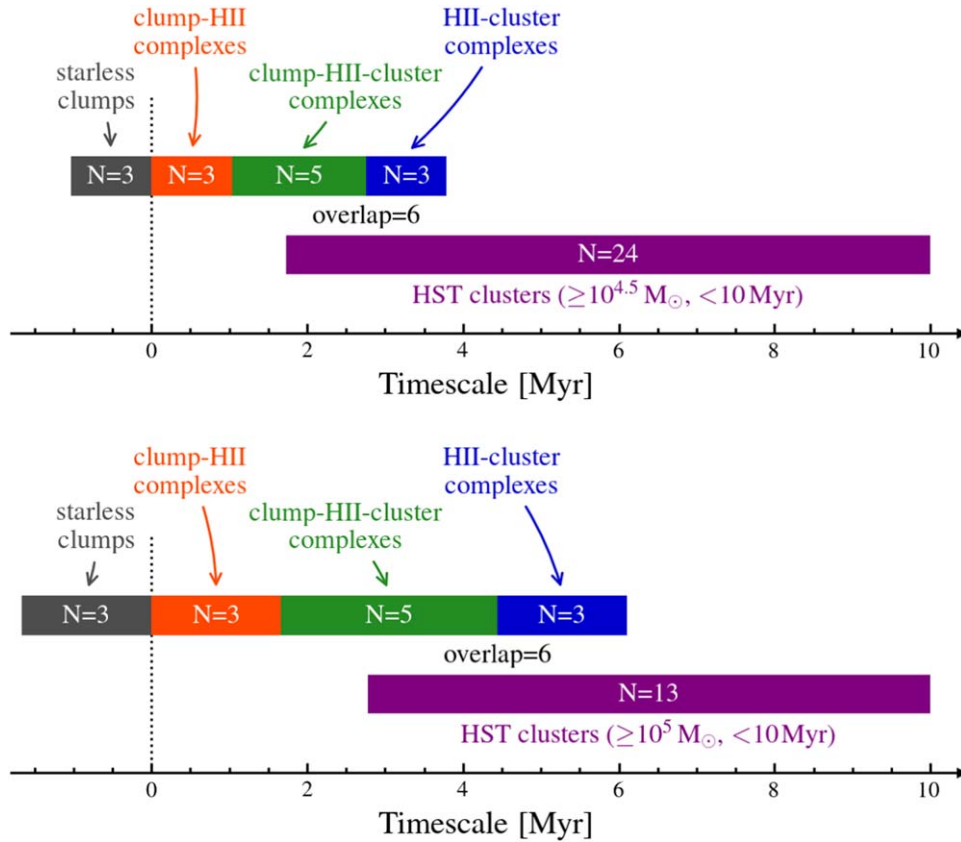 clump-HII
complexes
HII-cluster
complexes
starless
clumps
clump-HII-cluster
complexes
N=3
N=3
N=5
N=3
overlap=6
N=24
HST clusters (≥10^{4.5} M_⊙, <10 Myr)
0
2
4
6
8
10
Timescale [Myr]
clump-HII
complexes
HII-cluster
complexes
starless
clumps
clump-HII-cluster
complexes
N=3
N=3
N=5
N=3
overlap=6
N=13
HST clusters (≥10^5 M_⊙, <10 Myr)
0
2
4
6
8
10
Timescale [Myr]